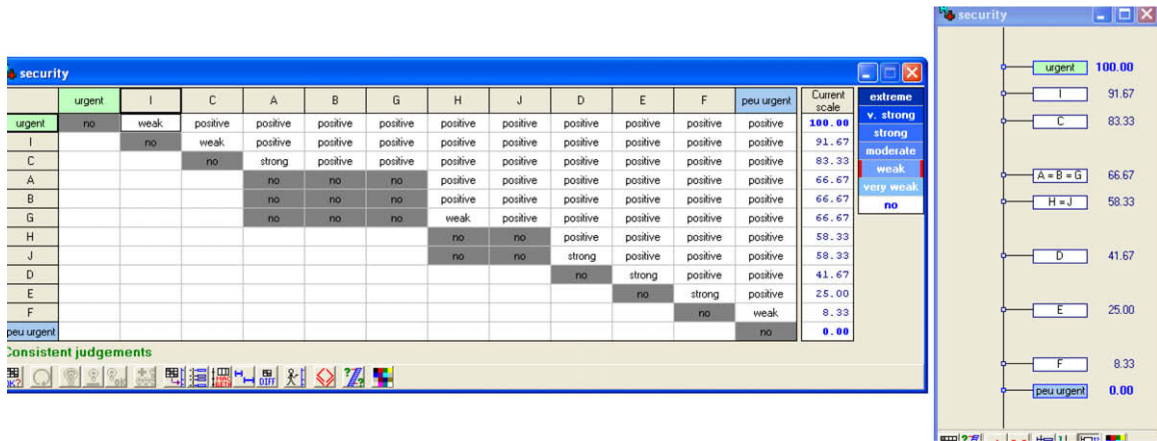 security
urgent I C A B G H J D E F peu urgent Current scale extreme
urgent no weak positive positive positive positive positive positive positive positive positive positive 100.00 v. strong
I no weak positive positive positive positive positive positive positive positive positive 91.67 strong
C no strong positive positive positive positive positive positive positive positive 83.33 moderate
A no no no positive positive positive positive positive positive 66.67 weak
B no no no positive positive positive positive positive positive 66.67 very weak
G no no no weak positive positive positive positive positive 66.67 no
H no no positive positive positive positive 58.33
J no no strong positive positive positive 58.33
D no strong positive positive 41.67
E no strong positive 25.00
F no weak 8.33
peu urgent no 0.00
Consistent judgements
OK? DIFF
security
urgent 100.00
I 91.67
C 83.33
A = B = G 66.67
H = J 58.33
D 41.67
E 25.00
F 8.33
peu urgent 0.00